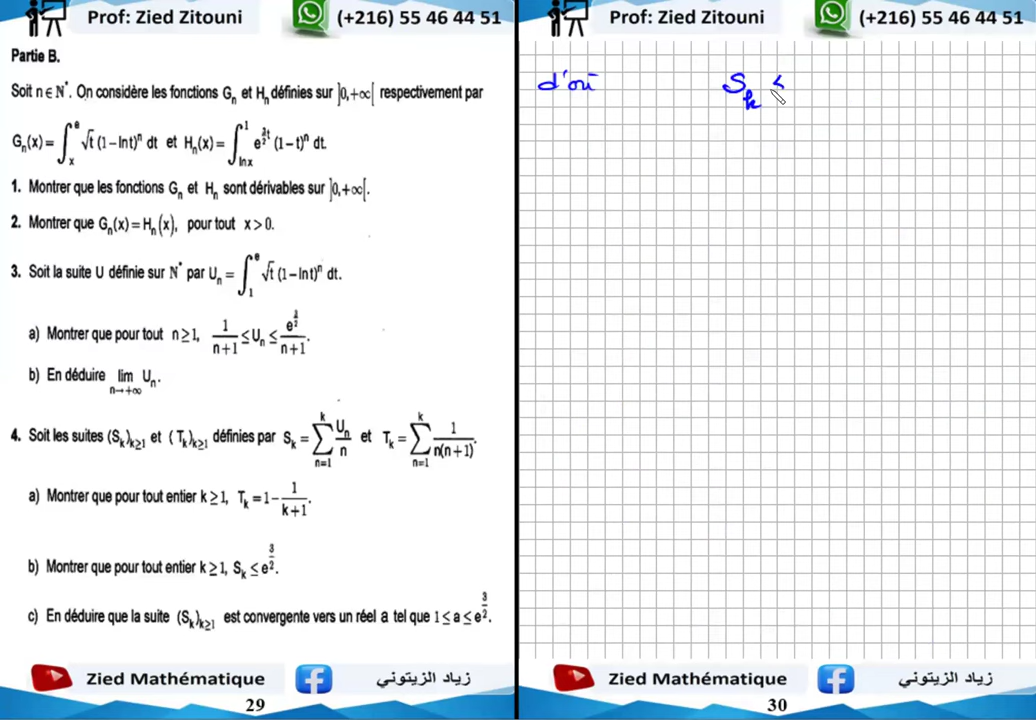 Prof: Zied Zitouni (+216) 55 46 44 51
Partie B.
Soit n ∈ N*. On considère les fonctions Gₙ et Hₙ définies sur ]0,+∞[ respectivement par
Gₙ(x) = ∫ₓᵉ √t (1 − lnt)ⁿ dt et Hₙ(x) = ∫_{lnx}^{1} e^{(3/2)t} (1 − t)ⁿ dt.
1. Montrer que les fonctions Gₙ et Hₙ sont dérivables sur ]0,+∞[.
2. Montrer que Gₙ(x) = Hₙ(x), pour tout x > 0.
3. Soit la suite U définie sur N* par Uₙ = ∫₁ᵉ √t (1 − lnt)ⁿ dt.
a) Montrer que pour tout n ≥ 1, 1/(n+1) ≤ Uₙ ≤ e^{3/2}/(n+1).
b) En déduire lim_{n→+∞} Uₙ.
4. Soit les suites (Sₖ)ₖ≥₁ et (Tₖ)ₖ≥₁ définies par Sₖ = ∑_{n=1}^{k} Uₙ/n et Tₖ = ∑_{n=1}^{k} 1/(n(n+1)).
a) Montrer que pour tout entier k ≥ 1, Tₖ = 1 − 1/(k+1).
b) Montrer que pour tout entier k ≥ 1, Sₖ ≤ e^{3/2}.
c) En déduire que la suite (Sₖ)ₖ≥₁ est convergente vers un réel a tel que 1 ≤ a ≤ e^{3/2}.
Zied Mathématique زياد الزيتوني
29
Prof: Zied Zitouni (+216) 55 46 44 51
d'où Sₖ <
Zied Mathématique زياد الزيتوني
30